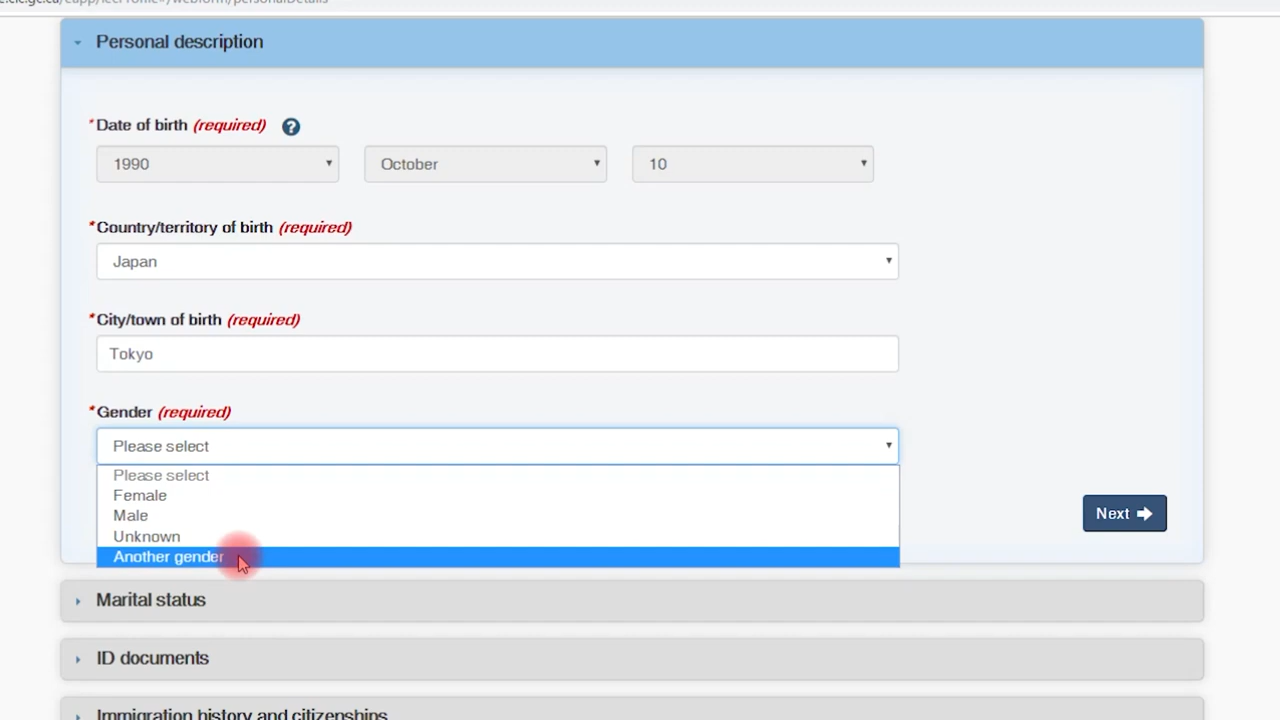 Personal description
*Date of birth (required) ?
1990 October 10
*Country/territory of birth (required)
Japan
*City/town of birth (required)
Tokyo
*Gender (required)
Please select
Please select
Female
Male
Unknown
Another gender
Next
Marital status
ID documents
Immigration history and citizenships